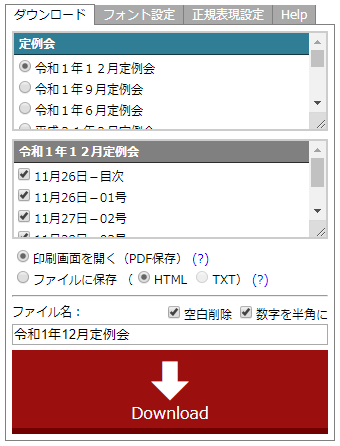 ダウンロード フォント設定 正規表現設定 Help
定例会
令和１年１２月定例会
令和１年９月定例会
令和１年６月定例会
令和１年１２月定例会
11月26日－目次
11月26日－01号
11月27日－02号
印刷画面を開く（PDF保存） (?)
ファイルに保存 （ HTML TXT） (?)
ファイル名： 空白削除 数字を半角に
令和1年12月定例会
Download